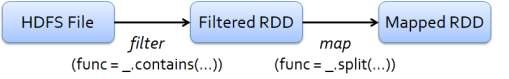 HDFS File
Filtered RDD
Mapped RDD
filter
(func = _.contains(...))
map
(func = _.split(...))